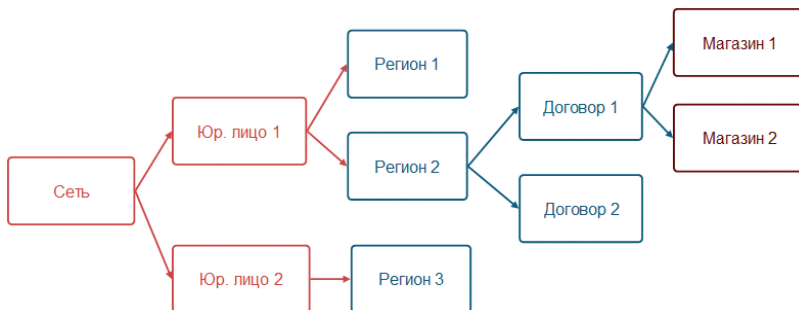 Сеть
Юр. лицо 1
Юр. лицо 2
Регион 1
Регион 2
Регион 3
Договор 1
Договор 2
Магазин 1
Магазин 2